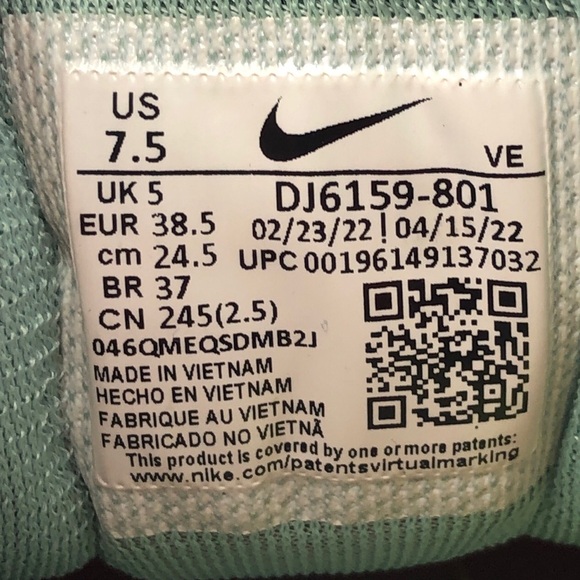 US
7.5
VE
UK 5
EUR 38.5
cm 24.5
BR 37
CN 245(2.5)
DJ6159-801
02/23/22 | 04/15/22
UPC 00196149137032
046QMEQSDMB2J
MADE IN VIETNAM
HECHO EN VIETNAM
FABRIQUE AU VIETNAM
FABRICADO NO VIETNÃ
This product is covered by one or more patents:
www.nike.com/patentsvirtualmarking